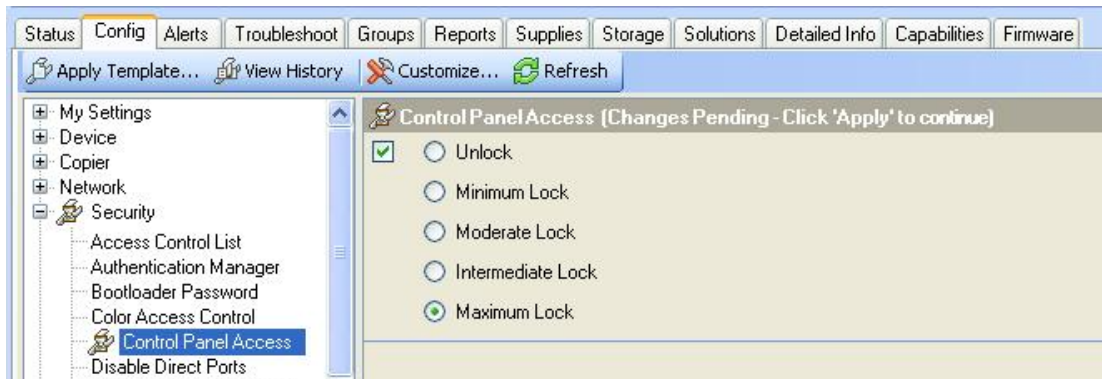 Status Config Alerts Troubleshoot Groups Reports Supplies Storage Solutions Detailed Info Capabilities Firmware
Apply Template... View History Customize... Refresh
My Settings
Device
Copier
Network
Security
Access Control List
Authentication Manager
Bootloader Password
Color Access Control
Control Panel Access
Disable Direct Ports
Control Panel Access (Changes Pending - Click 'Apply' to continue)
Unlock
Minimum Lock
Moderate Lock
Intermediate Lock
Maximum Lock